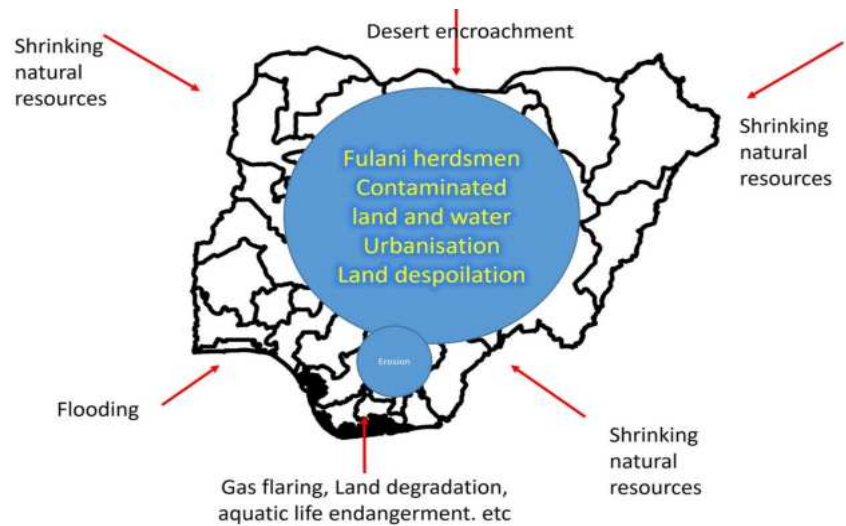 Desert encroachment
Shrinking
natural
resources
Shrinking
natural
resources
Fulani herdsmen
Contaminated
land and water
Urbanisation
Land despoilation
Erosion
Flooding
Shrinking
natural
resources
Gas flaring, Land degradation,
aquatic life endangerment. etc